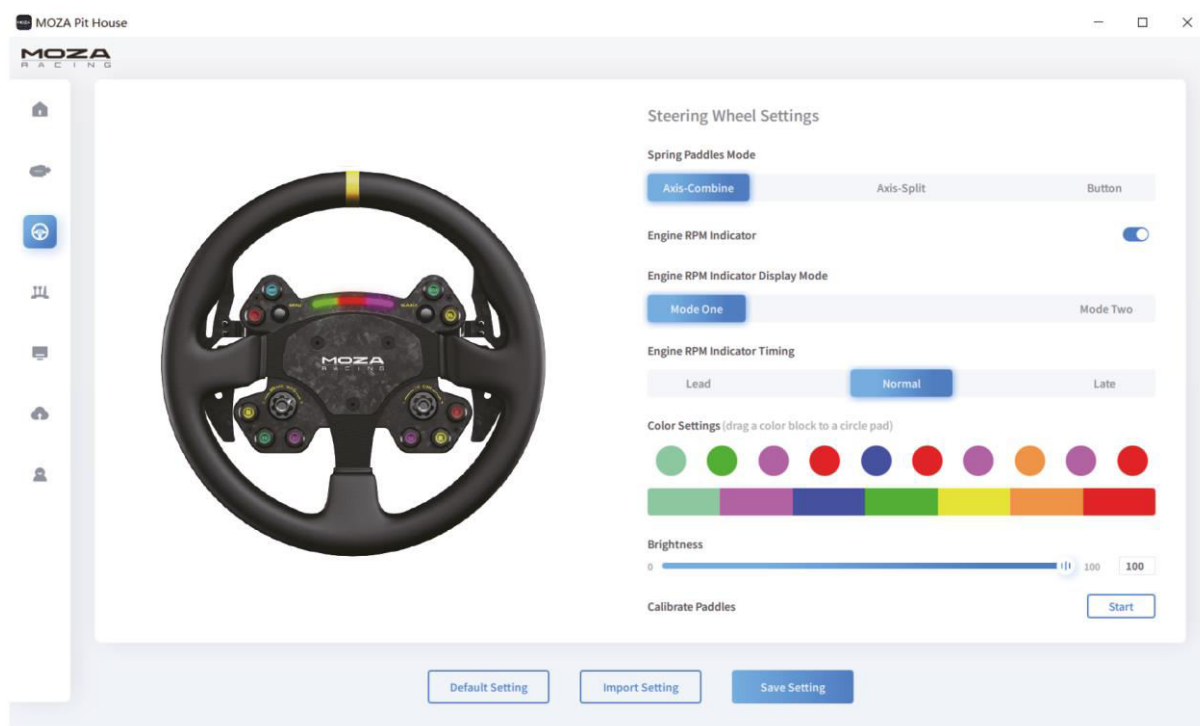 MOZA Pit House
MOZA
RACING
Steering Wheel Settings
Spring Paddles Mode
Axis-Combine Axis-Split Button
Engine RPM Indicator
Engine RPM Indicator Display Mode
Mode One Mode Two
Engine RPM Indicator Timing
Lead Normal Late
Color Settings (drag a color block to a circle pad)
Brightness
0 100 100
Calibrate Paddles Start
MOZA
RACING
Default Setting Import Setting Save Setting